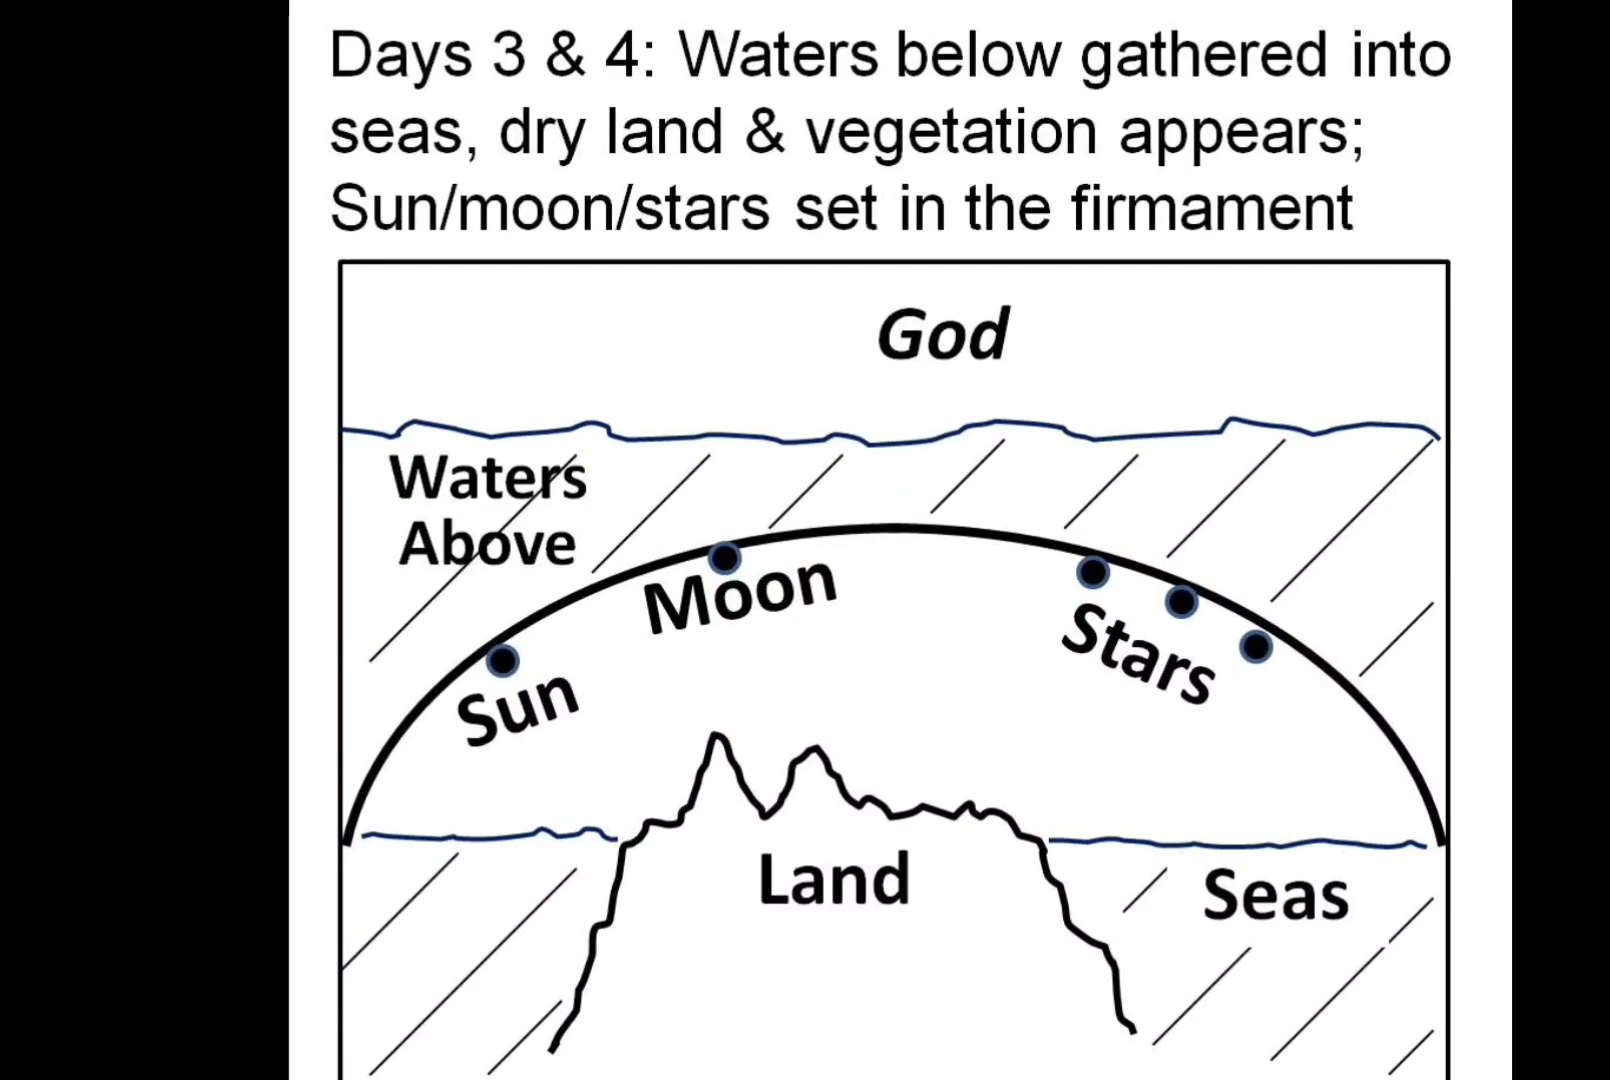 Days 3 & 4: Waters below gathered into
seas, dry land & vegetation appears;
Sun/moon/stars set in the firmament
God
Waters
Above
Moon
Stars
Sun
Land
Seas